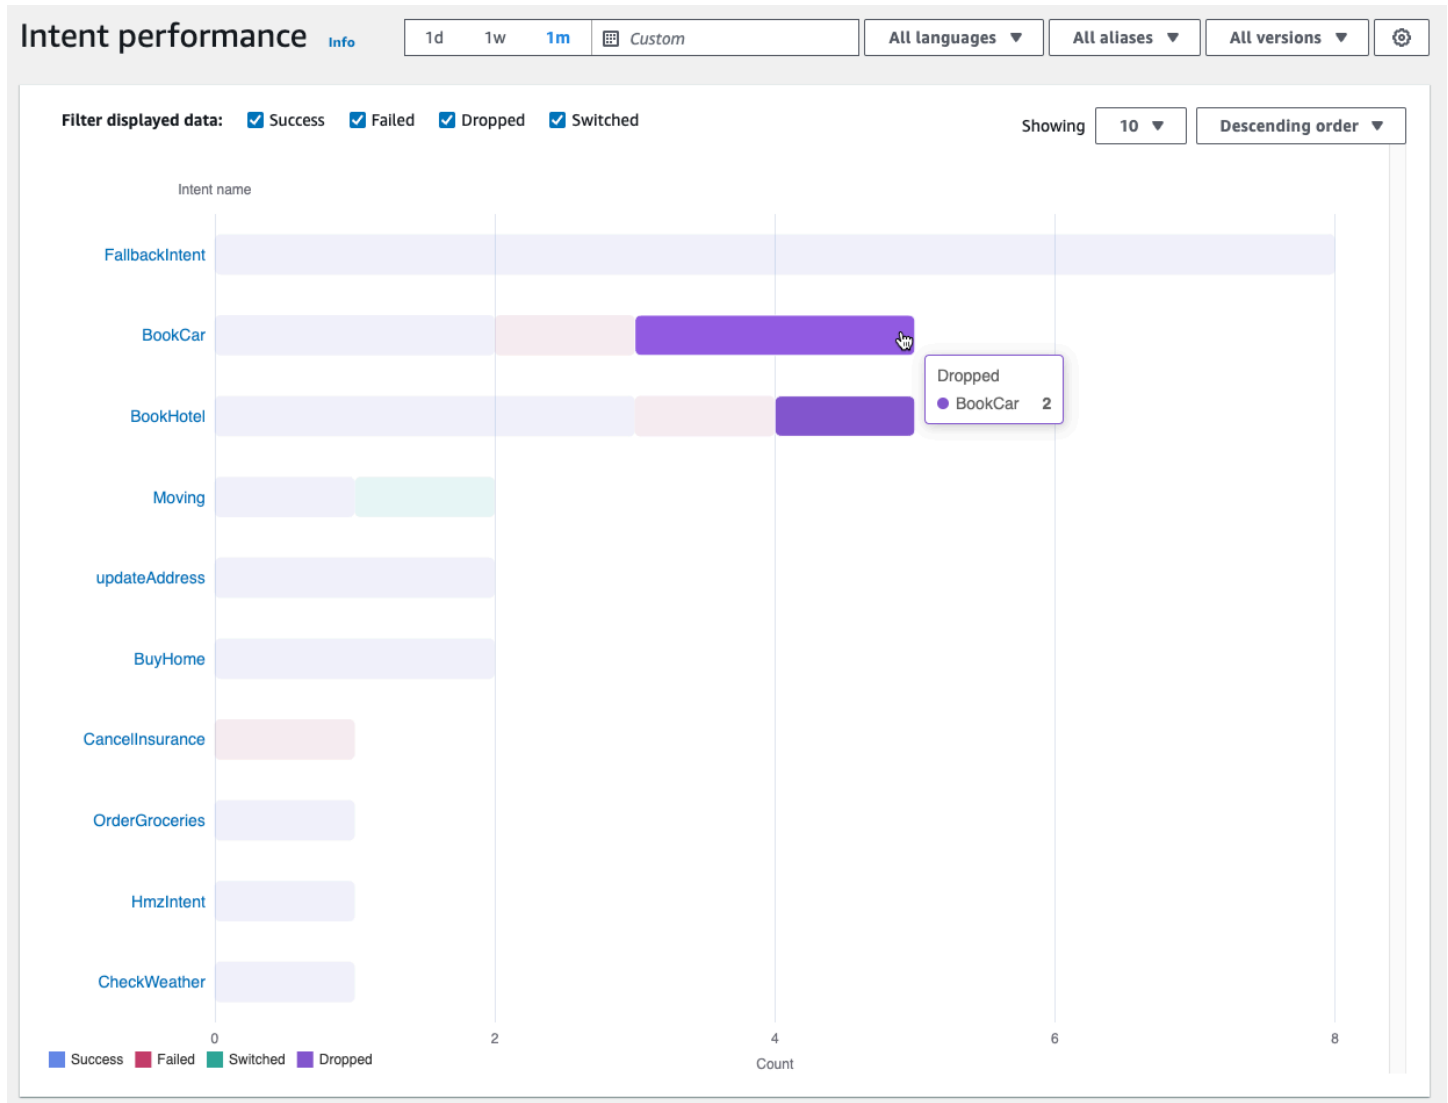 Intent performance Info 1d 1w 1m Custom All languages All aliases All versions
Filter displayed data: Success Failed Dropped Switched Showing 10 Descending order
Intent name
FallbackIntent
BookCar
Dropped
BookCar 2
BookHotel
Moving
updateAddress
BuyHome
CancelInsurance
OrderGroceries
HmzIntent
CheckWeather
0 2 4 6 8
Success Failed Switched Dropped
Count